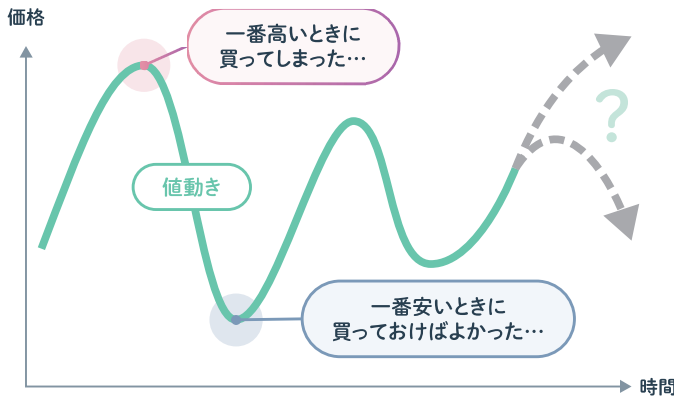 価格
一番高いときに
買ってしまった…
?
値動き
一番安いときに
買っておけばよかった…
時間